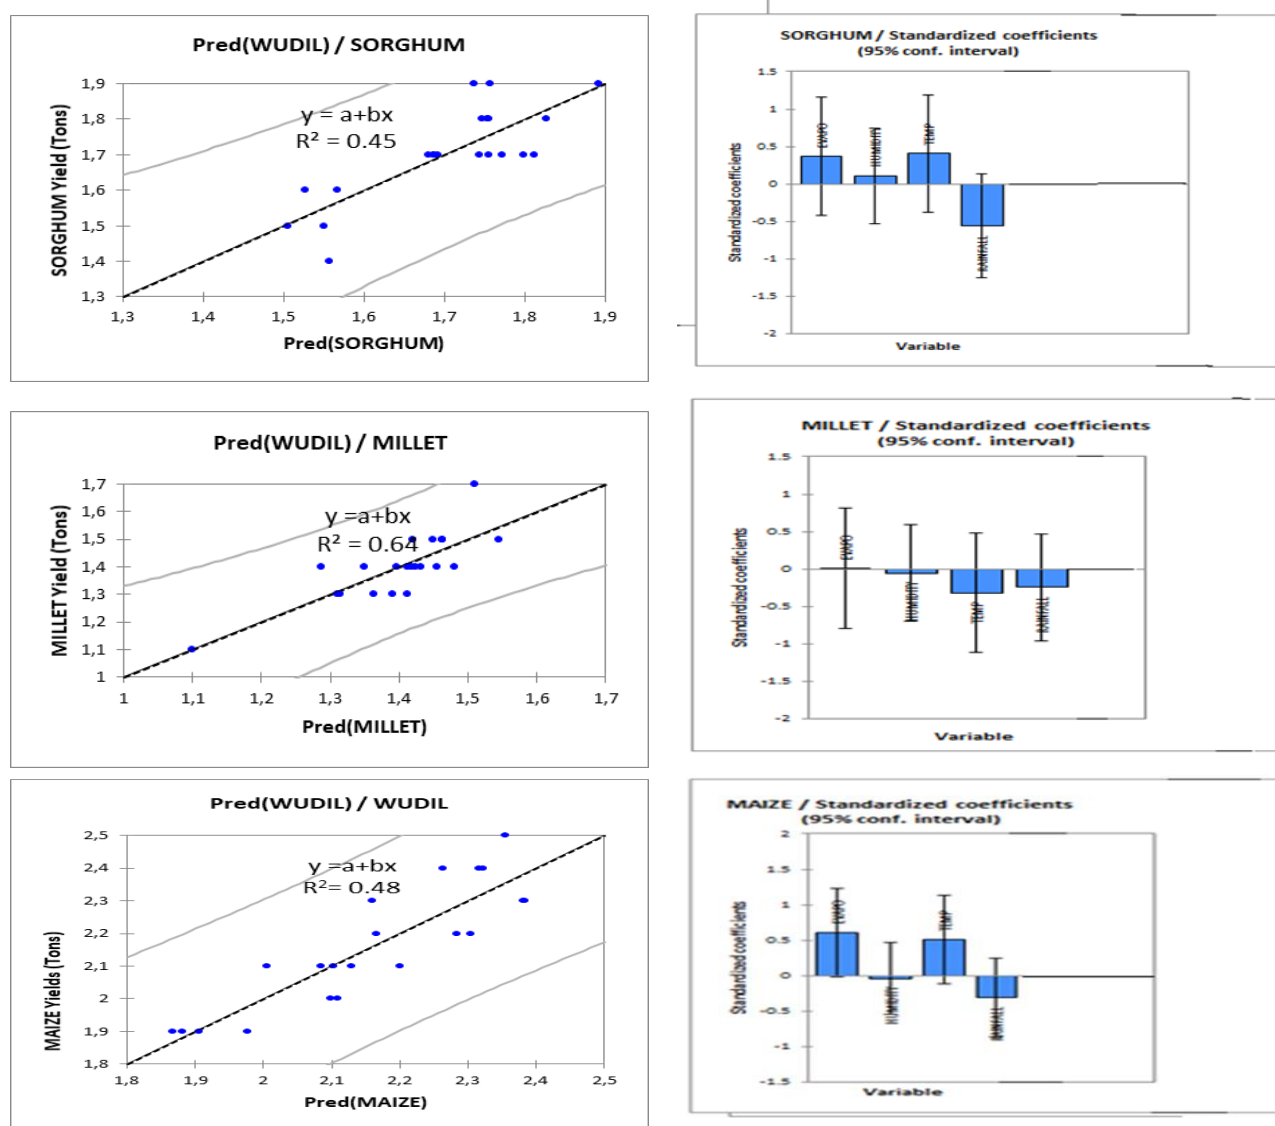 Pred(WUDIL) / SORGHUM
SORGHUM Yield (Tons)
1,9
1,8
1,7
1,6
1,5
1,4
1,3
y = a+bx
R² = 0.45
1,3 1,4 1,5 1,6 1,7 1,8 1,9
Pred(SORGHUM)
SORGHUM / Standardized coefficients
(95% conf. interval)
Standardized coefficients
1.5
1
0.5
0
-0.5
-1
-1.5
-2
EVAPO
HUMIDITY
TEMP
RAINFALL
Variable
Pred(WUDIL) / MILLET
MILLET Yield (Tons)
1,7
1,6
1,5
1,4
1,3
1,2
1,1
1
y =a+bx
R² = 0.64
1 1,1 1,2 1,3 1,4 1,5 1,6 1,7
Pred(MILLET)
MILLET / Standardized coefficients
(95% conf. interval)
Standardized coefficients
1.5
1
0.5
0
-0.5
-1
-1.5
-2
EVAPO
HUMIDITY
TEMP
RAINFALL
Variable
Pred(WUDIL) / WUDIL
MAIZE Yields (Tons)
2,5
2,4
2,3
2,2
2,1
2
1,9
1,8
y =a+bx
R²= 0.48
1,8 1,9 2 2,1 2,2 2,3 2,4 2,5
Pred(MAIZE)
MAIZE / Standardized coefficients
(95% conf. interval)
Standardized coefficients
2
1.5
1
0.5
0
-0.5
-1
-1.5
EVAPO
HUMIDITY
TEMP
RAINFALL
Variable